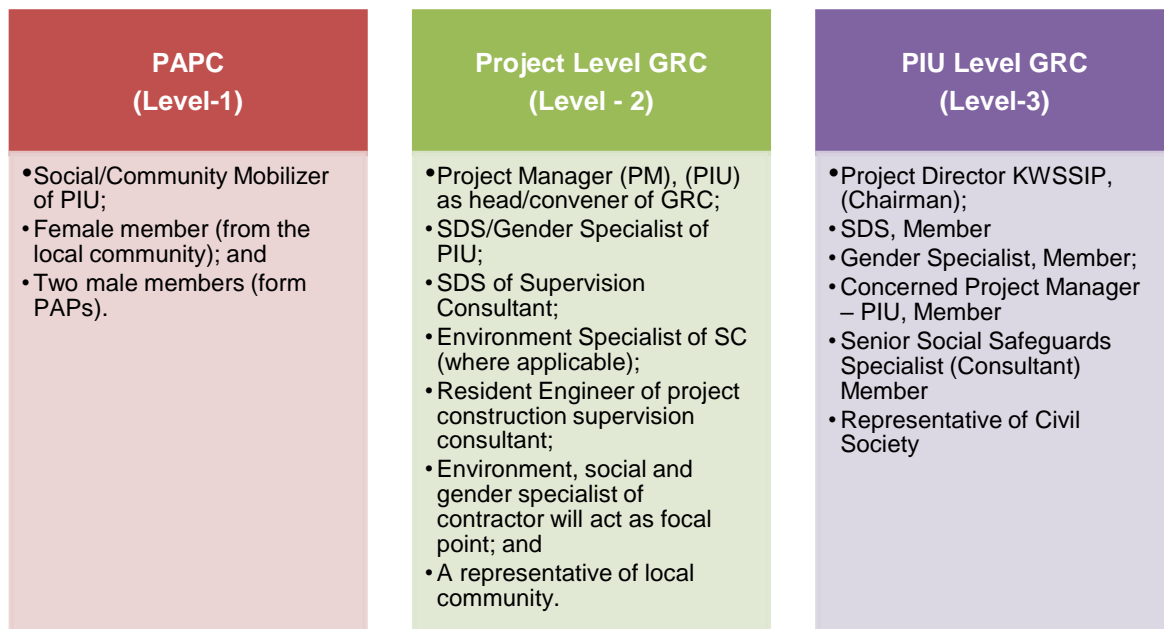 PAPC
(Level-1)
•Social/Community Mobilizer
of PIU;
•Female member (from the
local community); and
•Two male members (form
PAPs).
Project Level GRC
(Level - 2)
•Project Manager (PM), (PIU)
as head/convener of GRC;
•SDS/Gender Specialist of
PIU;
•SDS of Supervision
Consultant;
•Environment Specialist of SC
(where applicable);
•Resident Engineer of project
construction supervision
consultant;
•Environment, social and
gender specialist of
contractor will act as focal
point; and
•A representative of local
community.
PIU Level GRC
(Level-3)
•Project Director KWSSIP,
(Chairman);
•SDS, Member
•Gender Specialist, Member;
•Concerned Project Manager
– PIU, Member
•Senior Social Safeguards
Specialist (Consultant)
Member
•Representative of Civil
Society